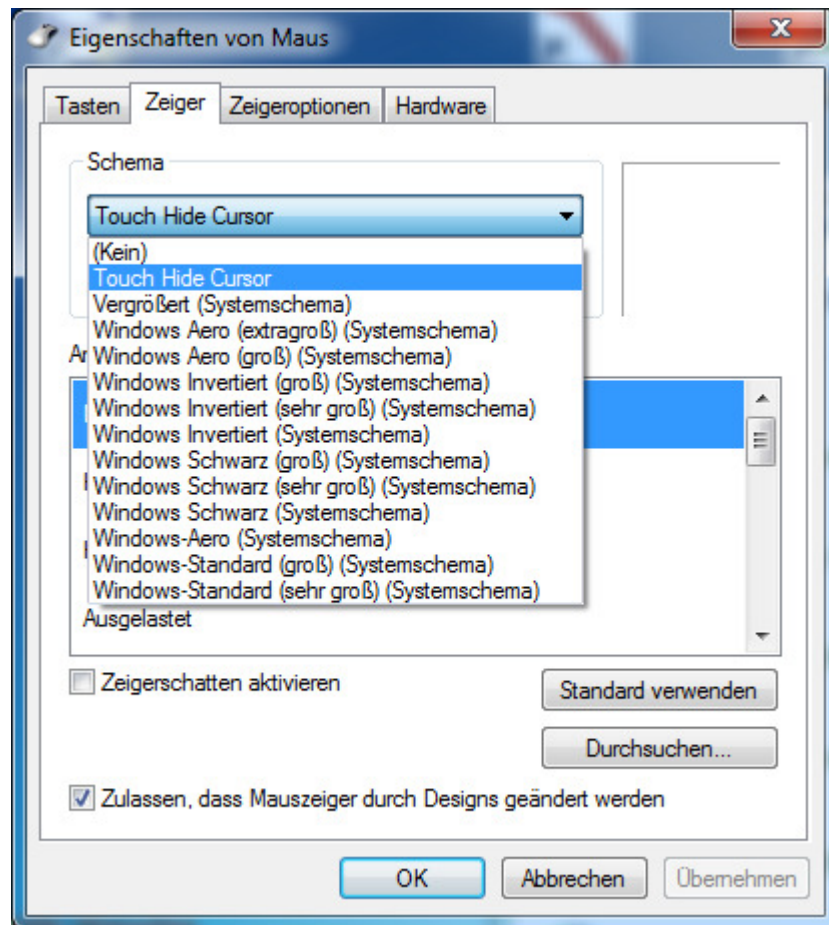 Eigenschaften von Maus
Tasten
Zeiger
Zeigeroptionen
Hardware
Schema
Touch Hide Cursor
(Kein)
Touch Hide Cursor
Vergrößert (Systemschema)
Windows Aero (extragroß) (Systemschema)
Windows Aero (groß) (Systemschema)
Windows Invertiert (groß) (Systemschema)
Windows Invertiert (sehr groß) (Systemschema)
Windows Invertiert (Systemschema)
Windows Schwarz (groß) (Systemschema)
Windows Schwarz (sehr groß) (Systemschema)
Windows Schwarz (Systemschema)
Windows-Aero (Systemschema)
Windows-Standard (groß) (Systemschema)
Windows-Standard (sehr groß) (Systemschema)
Ausgelastet
Zeigerschatten aktivieren
Standard verwenden
Durchsuchen...
Zulassen, dass Mauszeiger durch Designs geändert werden
OK
Abbrechen
Übernehmen